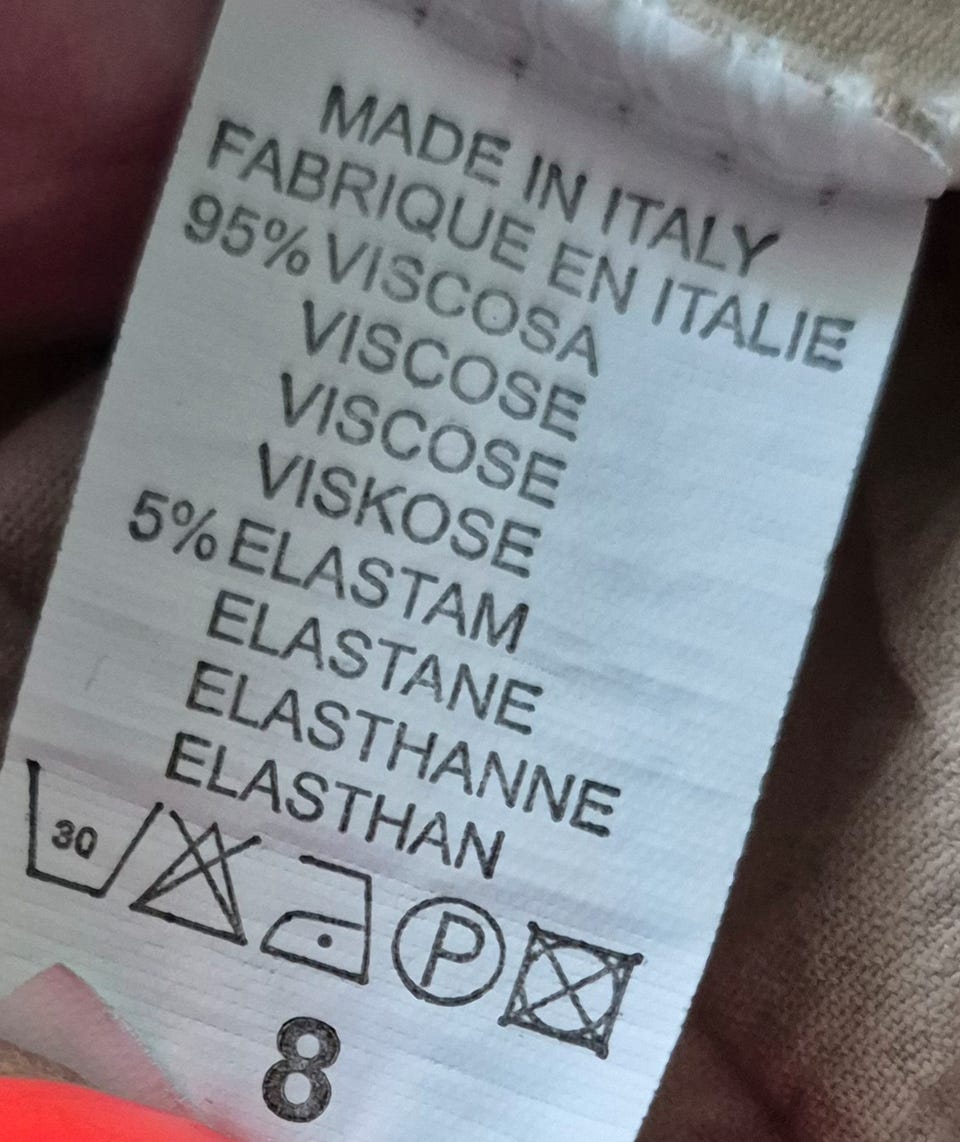 MADE IN ITALY
FABRIQUE EN ITALIE
95% VISCOSA
VISCOSE
VISCOSE
VISKOSE
5% ELASTAM
ELASTANE
ELASTHANNE
ELASTHAN
30 P
8